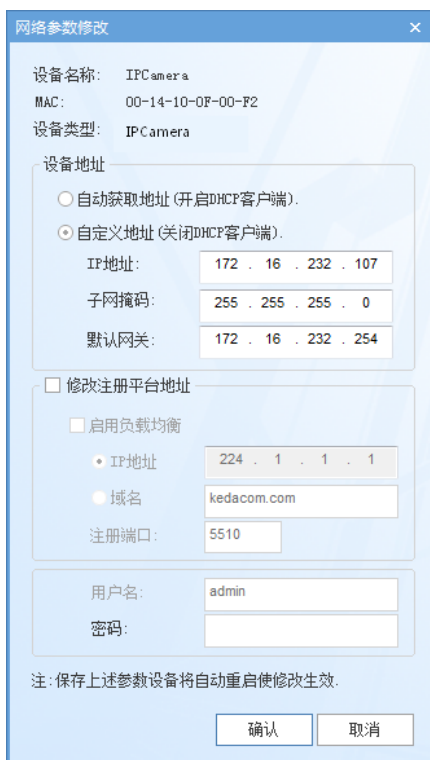 网络参数修改 ×
设备名称: IPCamera
MAC: 00-14-10-0F-00-F2
设备类型: IPCamera
设备地址
自动获取地址(开启DHCP客户端).
自定义地址(关闭DHCP客户端).
IP地址: 172 . 16 . 232 . 107
子网掩码: 255 . 255 . 255 . 0
默认网关: 172 . 16 . 232 . 254
修改注册平台地址
启用负载均衡
IP地址 224 . 1 . 1 . 1
域名 kedacom.com
注册端口: 5510
用户名: admin
密码:
注:保存上述参数设备将自动重启使修改生效.
确认 取消